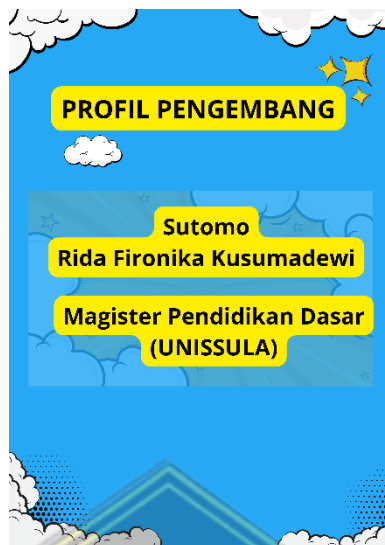 PROFIL PENGEMBANG
Sutomo
Rida Fironika Kusumadewi
Magister Pendidikan Dasar
(UNISSULA)